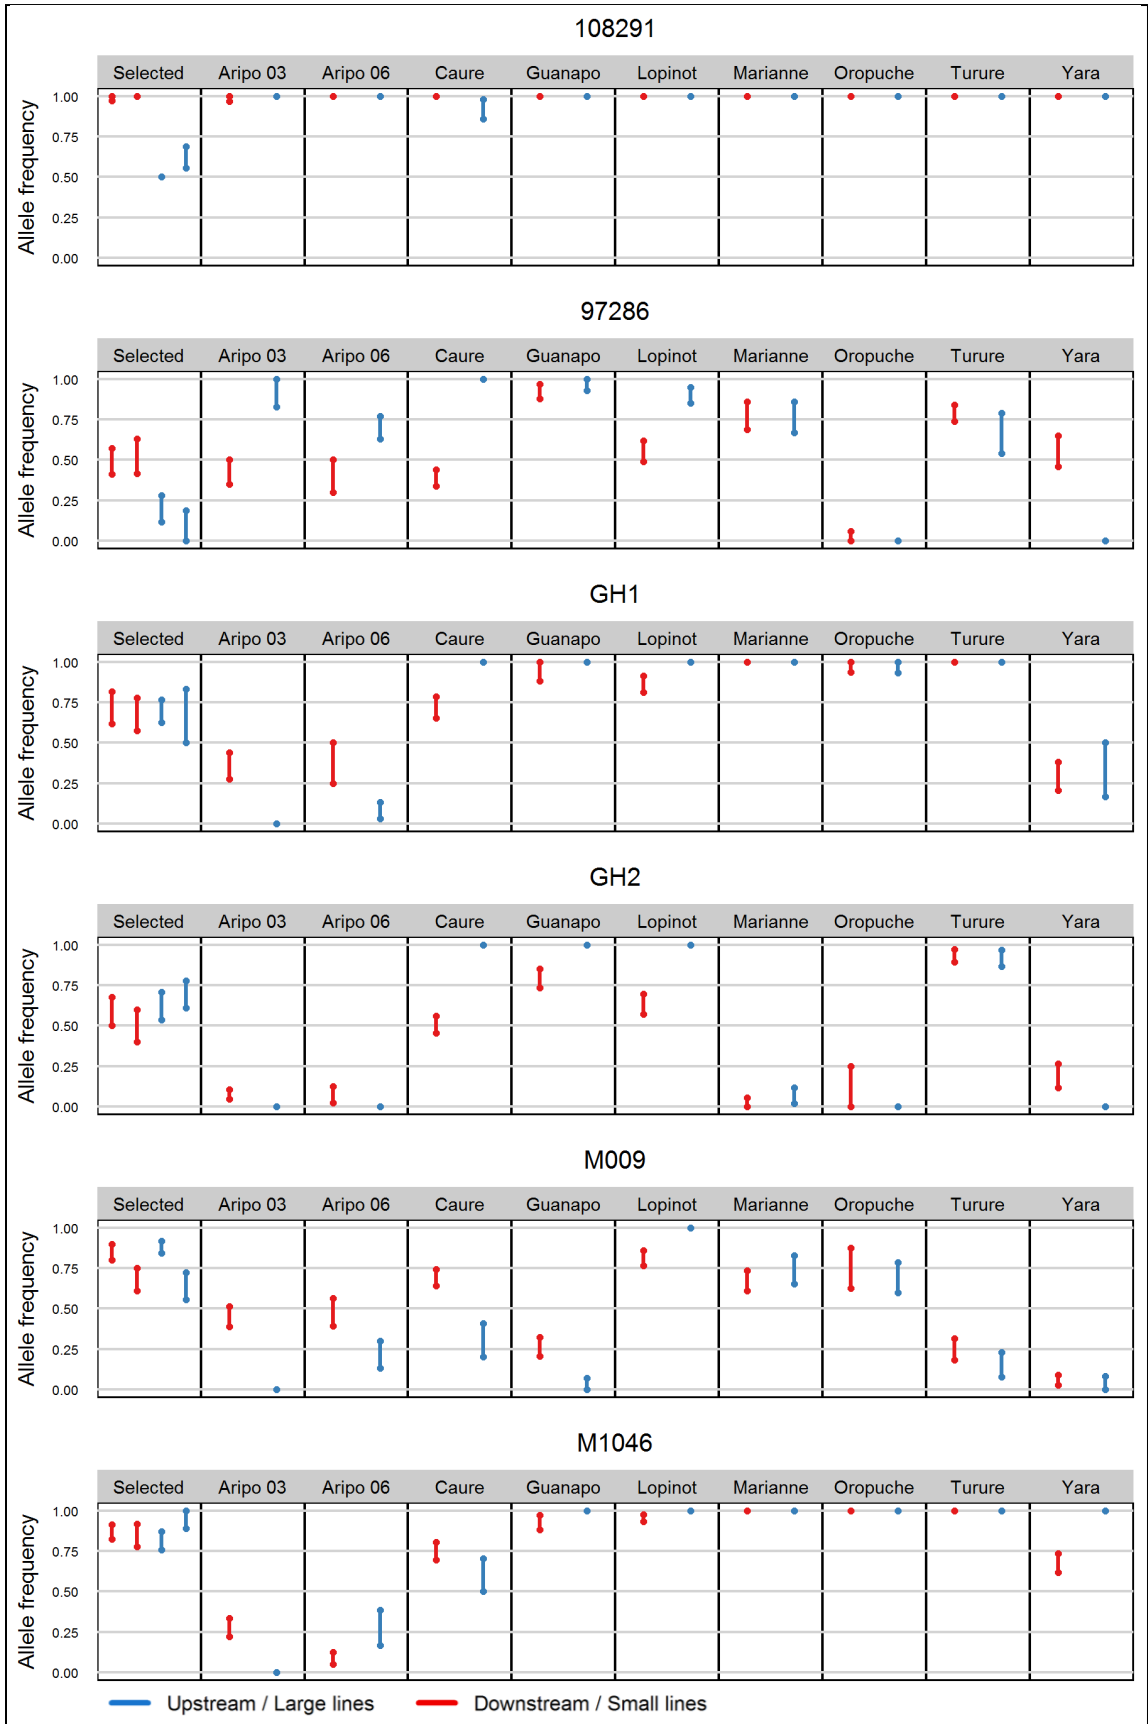 108291
Selected Aripo 03 Aripo 06 Caure Guanapo Lopinot Marianne Oropuche Turure Yara
Allele frequency
1.00
0.75
0.50
0.25
0.00
97286
Selected Aripo 03 Aripo 06 Caure Guanapo Lopinot Marianne Oropuche Turure Yara
Allele frequency
1.00
0.75
0.50
0.25
0.00
GH1
Selected Aripo 03 Aripo 06 Caure Guanapo Lopinot Marianne Oropuche Turure Yara
Allele frequency
1.00
0.75
0.50
0.25
0.00
GH2
Selected Aripo 03 Aripo 06 Caure Guanapo Lopinot Marianne Oropuche Turure Yara
Allele frequency
1.00
0.75
0.50
0.25
0.00
M009
Selected Aripo 03 Aripo 06 Caure Guanapo Lopinot Marianne Oropuche Turure Yara
Allele frequency
1.00
0.75
0.50
0.25
0.00
M1046
Selected Aripo 03 Aripo 06 Caure Guanapo Lopinot Marianne Oropuche Turure Yara
Allele frequency
1.00
0.75
0.50
0.25
0.00
Upstream / Large lines Downstream / Small lines